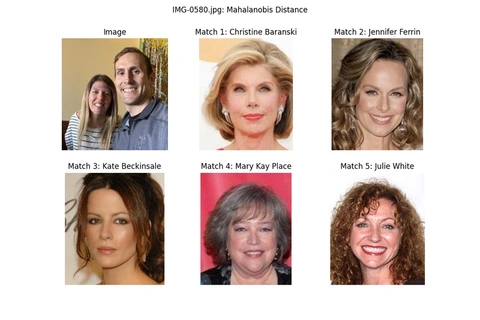 IMG-0580.jpg: Mahalanobis Distance
Image
Match 1: Christine Baranski
Match 2: Jennifer Ferrin
Match 3: Kate Beckinsale
Match 4: Mary Kay Place
Match 5: Julie White